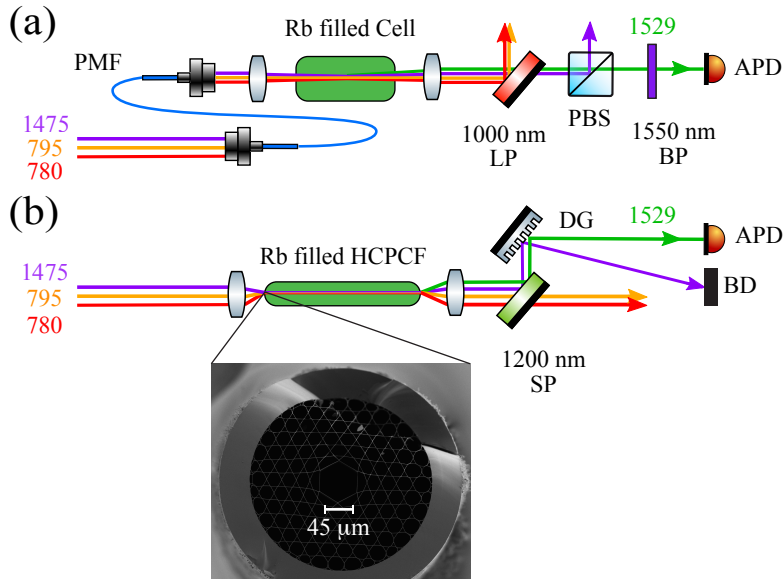 (a)
PMF
Rb filled Cell
1529
APD
1475
795
780
1000 nm
LP
PBS
1550 nm
BP
(b)
DG
1529
APD
Rb filled HCPCF
1475
795
780
BD
1200 nm
SP
45 µm